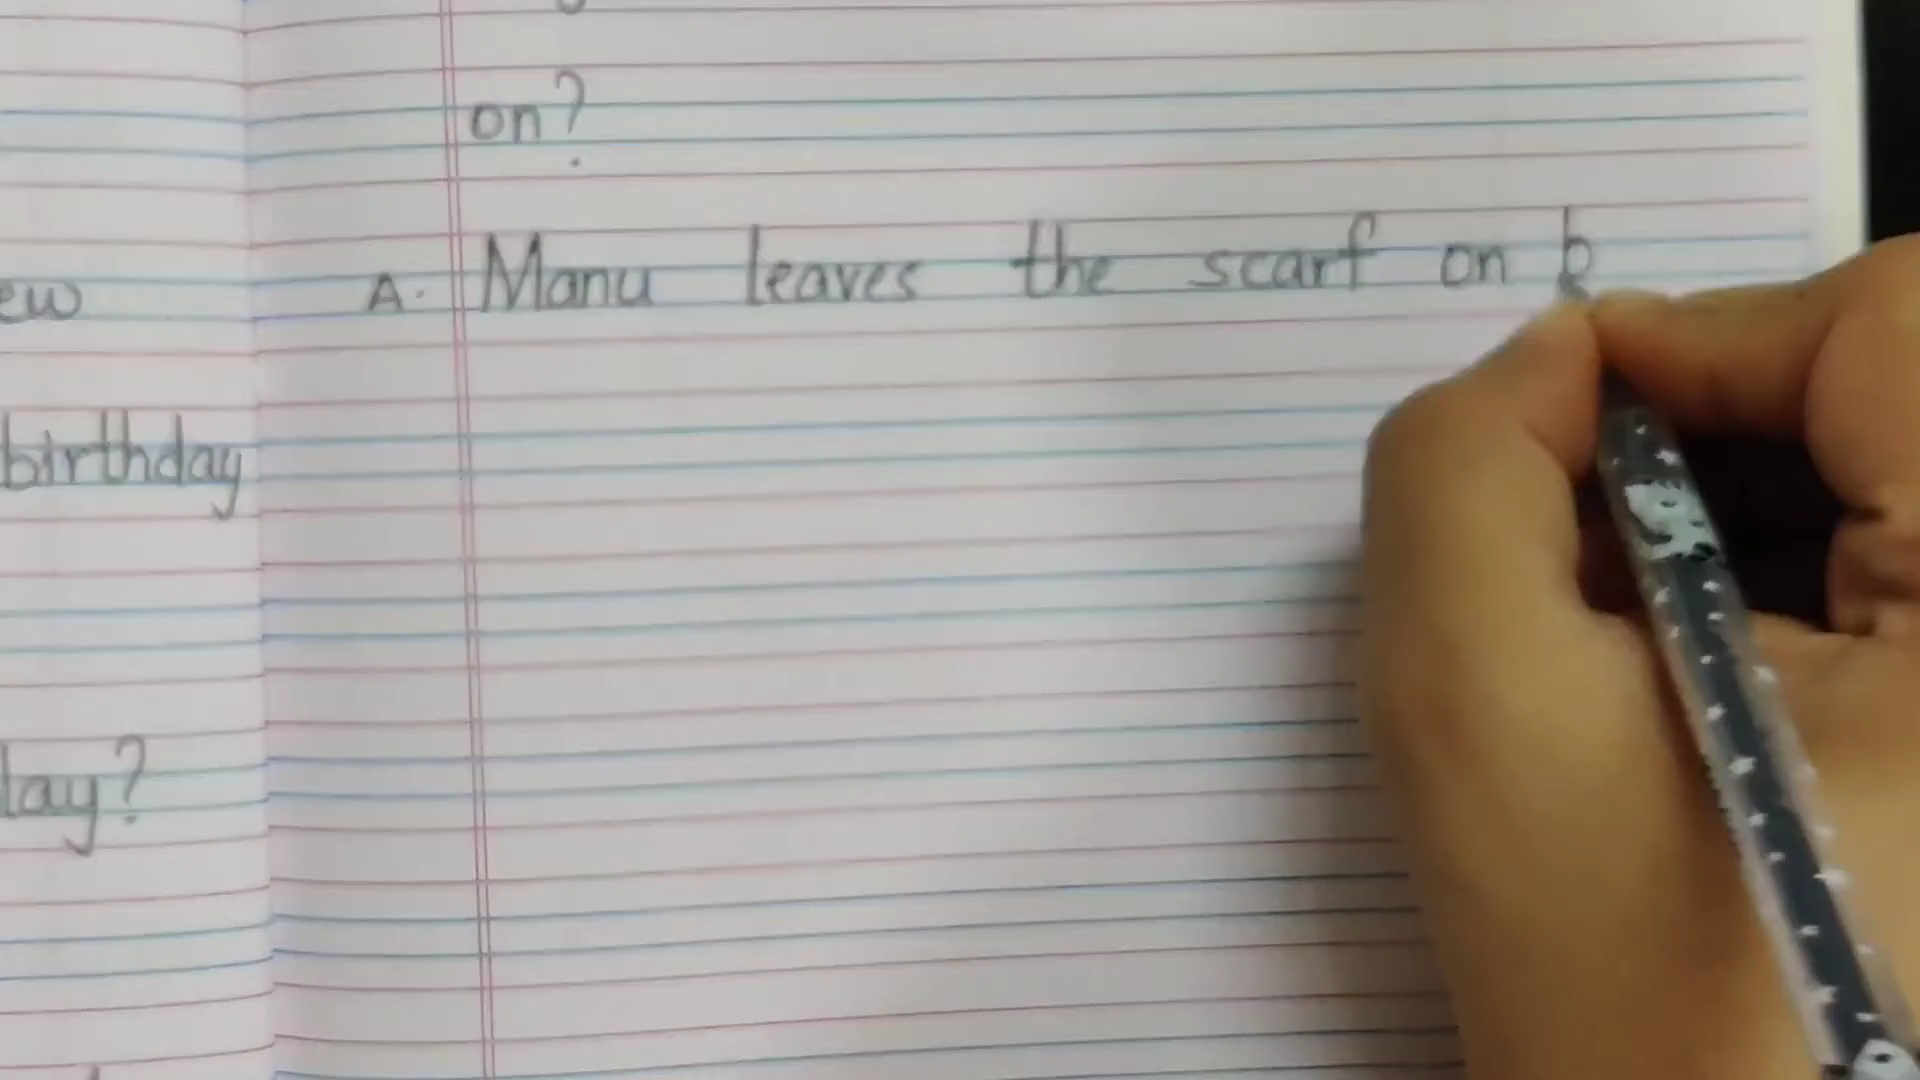 on?
A. Manu leaves the scarf on b
ew
birthday
lay?